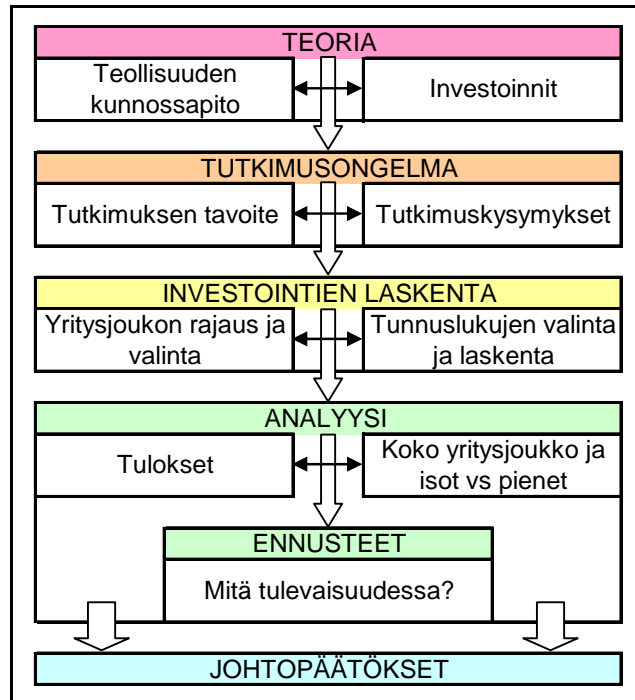 TEORIA
Teollisuuden
kunnossapito
Investoinnit
TUTKIMUSONGELMA
Tutkimuksen tavoite
Tutkimuskysymykset
INVESTOINTIEN LASKENTA
Yritysjoukon rajaus ja
valinta
Tunnuslukujen valinta
ja laskenta
ANALYYSI
Tulokset
Koko yritysjoukko ja
isot vs pienet
ENNUSTEET
Mitä tulevaisuudessa?
JOHTOPÄÄTÖKSET